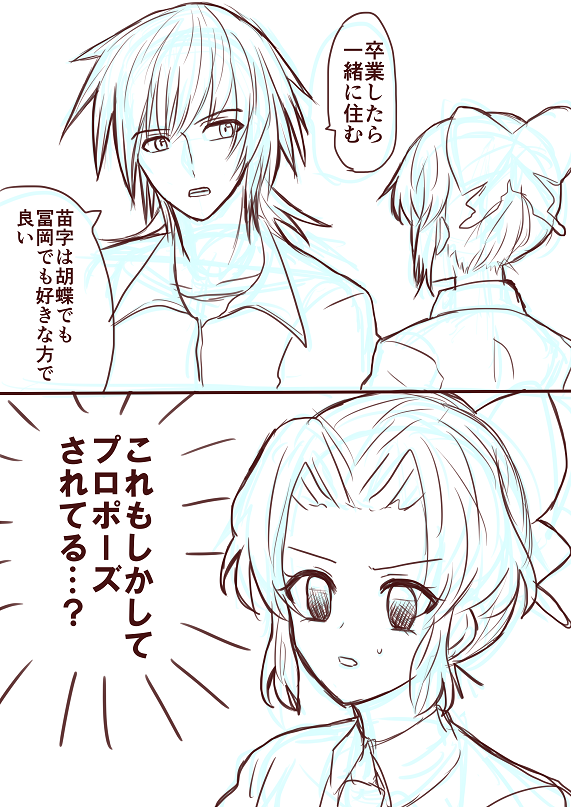 卒業したら
一緒に住む
苗字は胡蝶でも
冨岡でも好きな方で
良い
これもしかして
プロポーズ
されてる…?